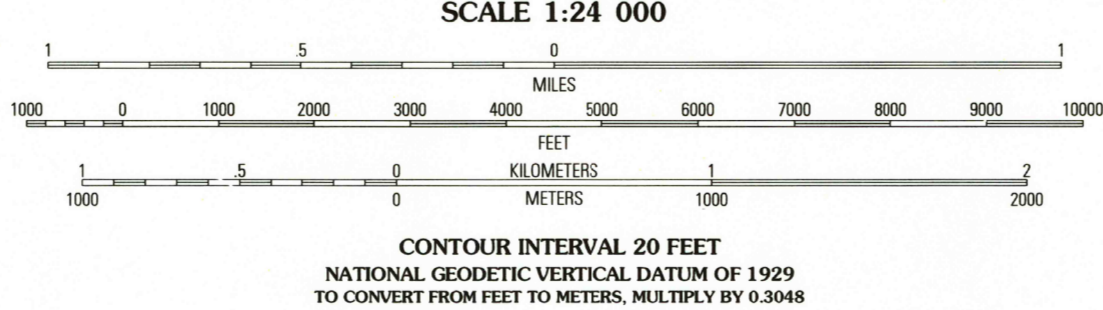 SCALE 1:24 000
1 .5 0 1
MILES
1000 0 1000 2000 3000 4000 5000 6000 7000 8000 9000 10000
FEET
1 .5 0 KILOMETERS 1 2
1000 0 METERS 1000 2000
CONTOUR INTERVAL 20 FEET
NATIONAL GEODETIC VERTICAL DATUM OF 1929
TO CONVERT FROM FEET TO METERS, MULTIPLY BY 0.3048